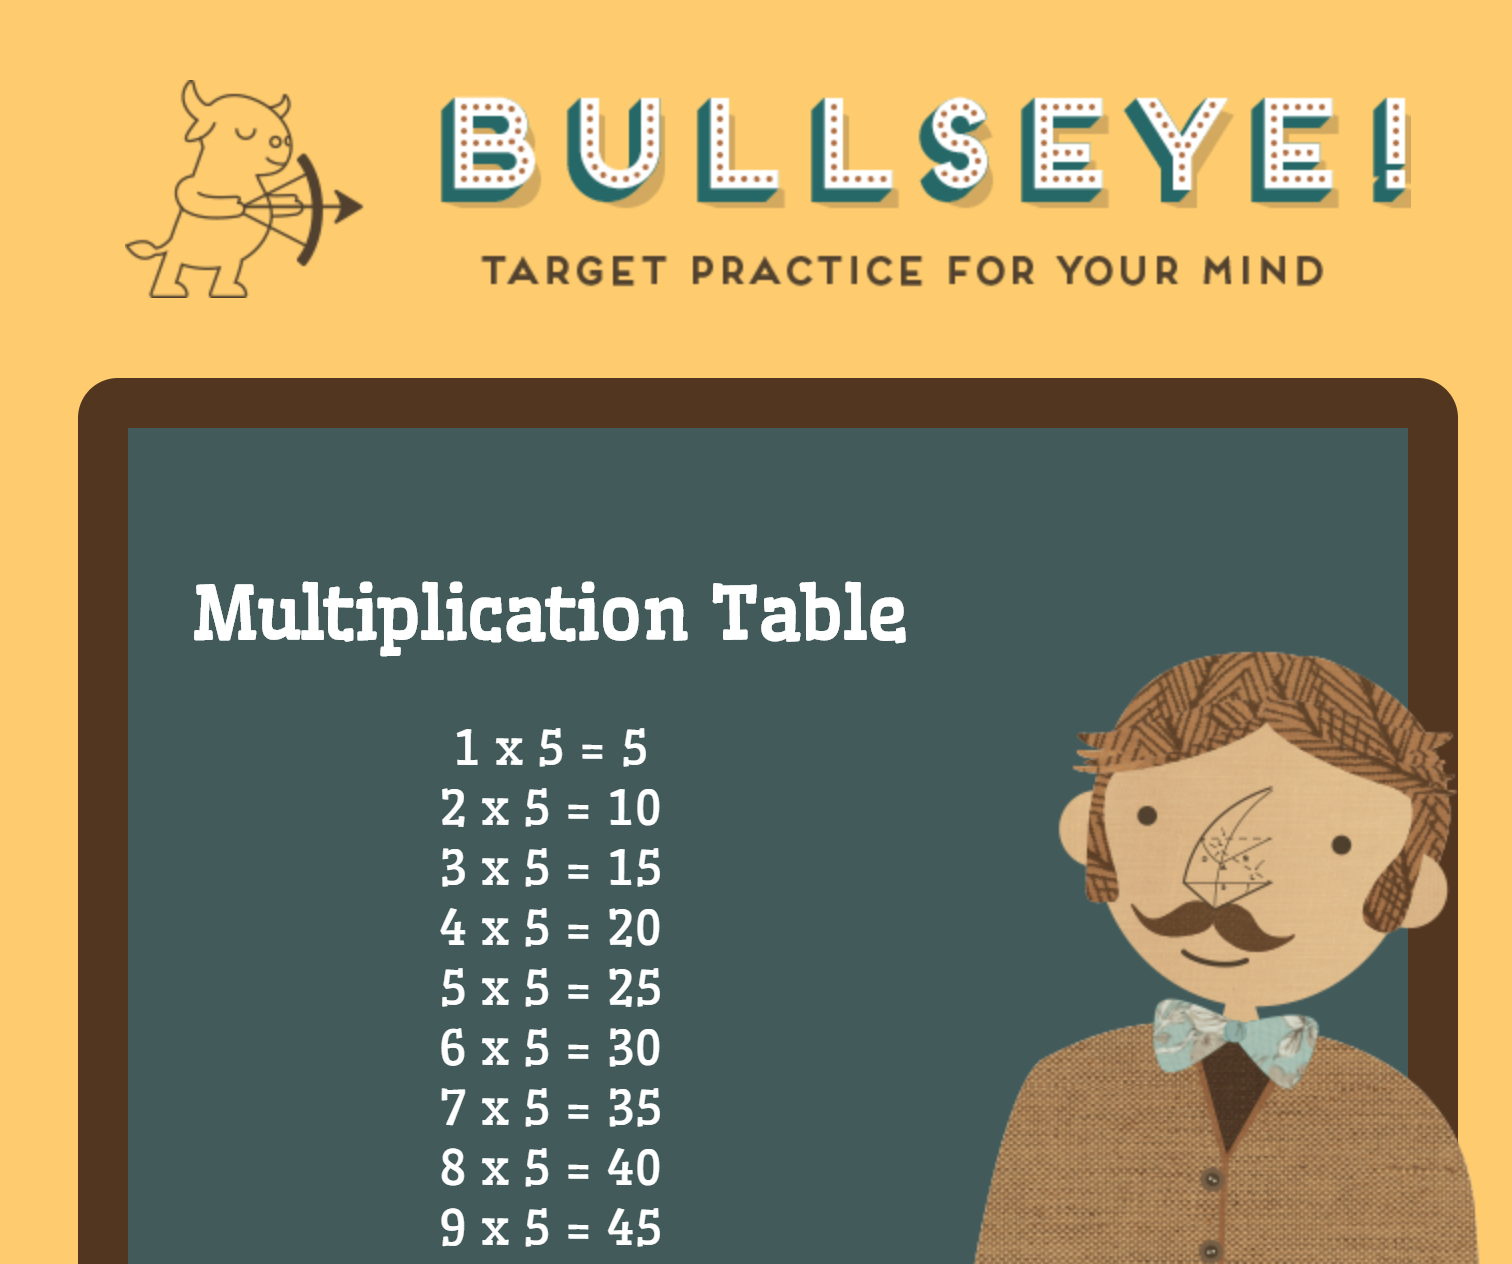 BULLSEYE!
TARGET PRACTICE FOR YOUR MIND
Multiplication Table
1 x 5 = 5
2 x 5 = 10
3 x 5 = 15
4 x 5 = 20
5 x 5 = 25
6 x 5 = 30
7 x 5 = 35
8 x 5 = 40
9 x 5 = 45